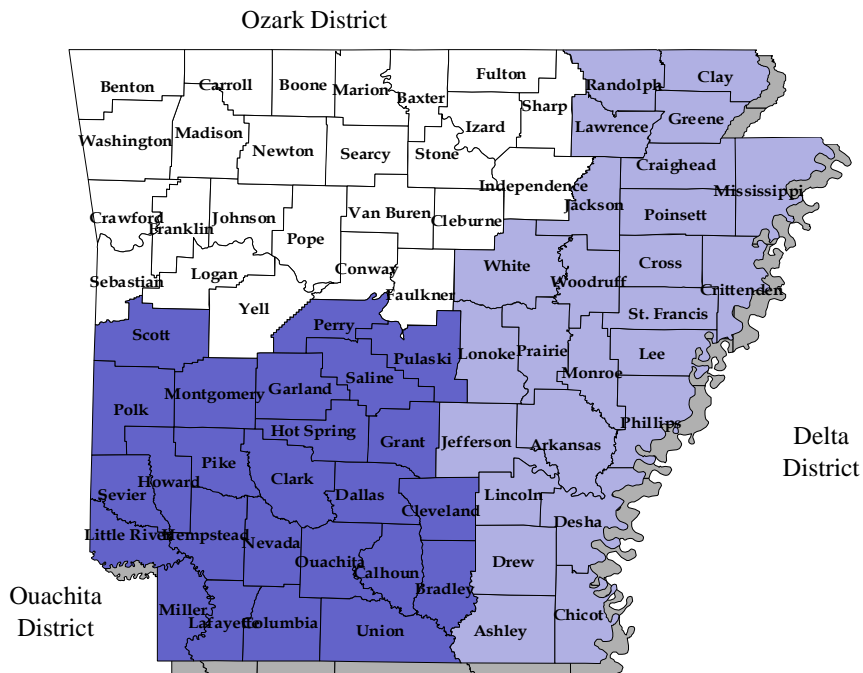 Ozark District
Benton
Carroll
Boone
Marion
Baxter
Fulton
Sharp
Randolph
Clay
Washington
Madison
Newton
Searcy
Stone
Izard
Lawrence
Greene
Independence
Jackson
Craighead
Mississippi
Poinsett
Crawford
Franklin
Johnson
Pope
Van Buren
Cleburne
Sebastian
Logan
Conway
Faulkner
White
Woodruff
Cross
Crittenden
Yell
St. Francis
Scott
Perry
Pulaski
Lonoke
Prairie
Monroe
Lee
Polk
Montgomery
Garland
Saline
Phillips
Hot Spring
Grant
Jefferson
Arkansas
Delta
District
Pike
Clark
Howard
Sevier
Dallas
Cleveland
Lincoln
Desha
Little River
Hempstead
Nevada
Ouachita
Calhoun
Bradley
Drew
Ouachita
District
Miller
Lafayette
Columbia
Union
Ashley
Chicot